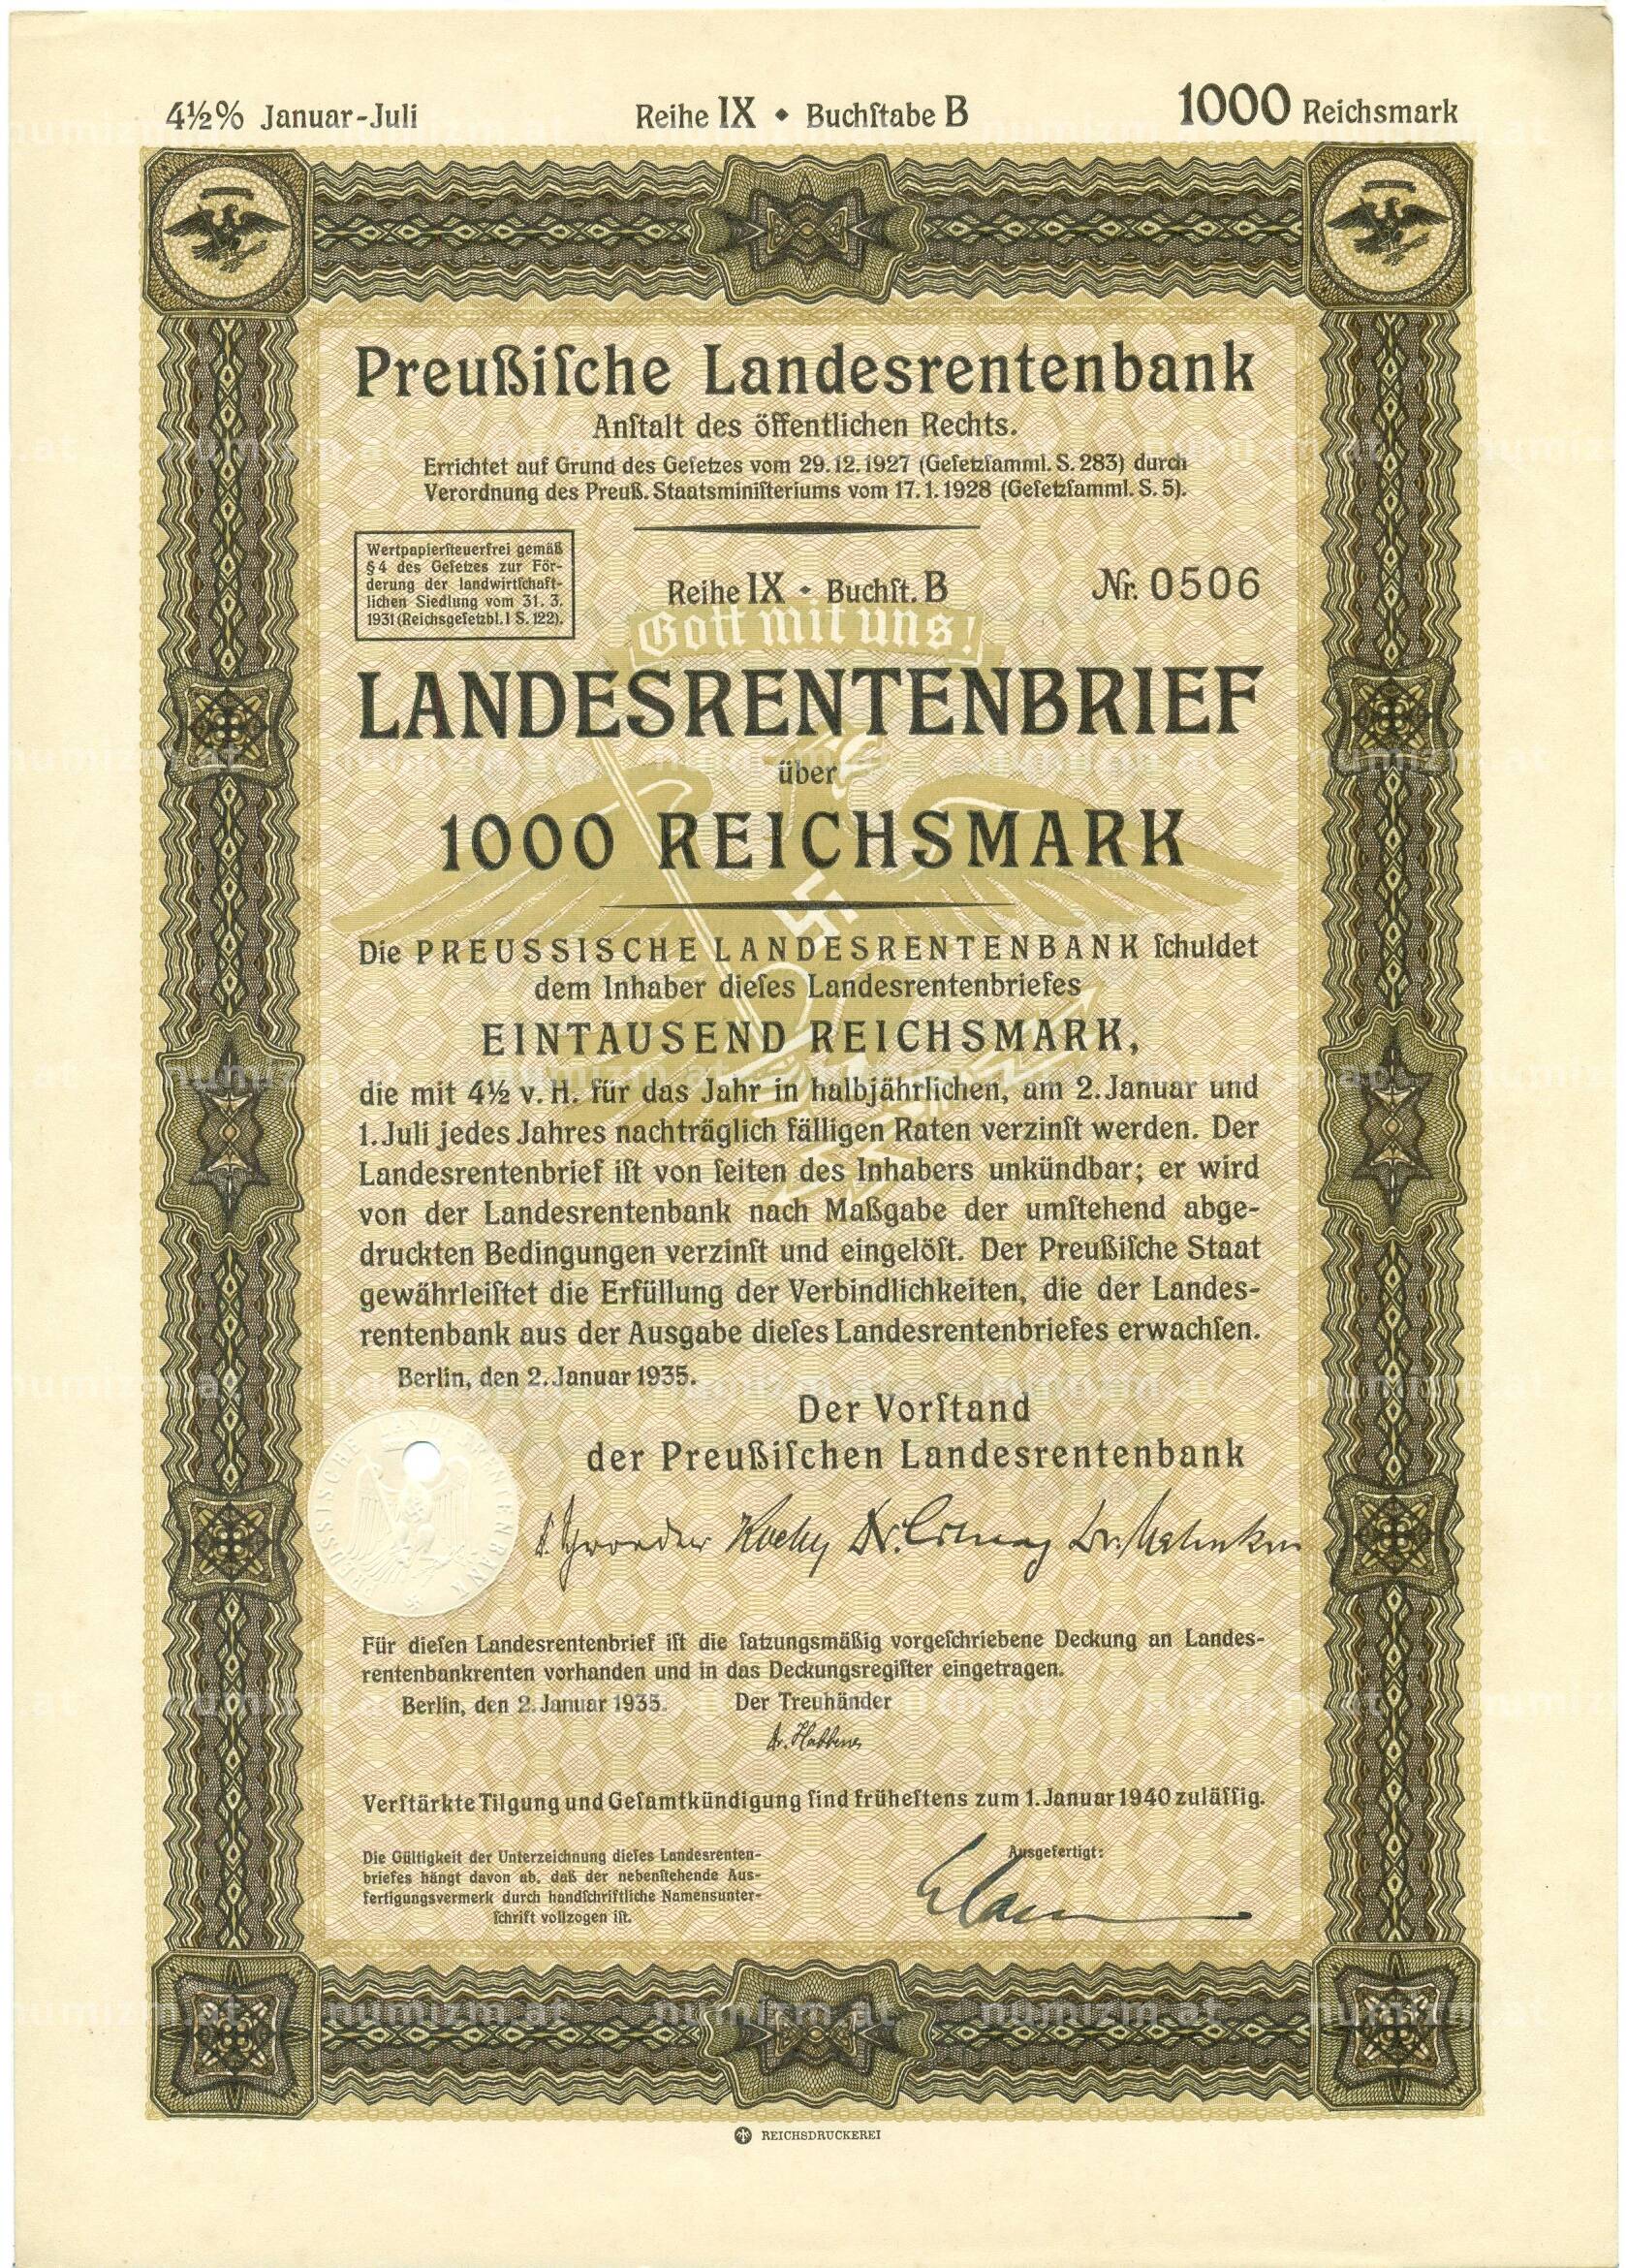 4½% Januar-Juli
Reihe IX • Buchſtabe B
1000 Reichsmark
Preußiſche Landesrentenbank
Anſtalt des öffentlichen Rechts.
Errichtet auf Grund des Geſetzes vom 29.12.1927 (Geſetzſamml. S. 283) durch
Verordnung des Preuß. Staatsminiſteriums vom 17.1.1928 (Geſetzſamml. S. 5).
Wertpapierſteuerfrei gemäß
§ 4 des Geſetzes zur För-
derung der landwirtſchaft-
lichen Siedlung vom 31. 3.
1931 (Reichsgeſetzbl. I S. 122).
Reihe IX • Buchſt. B
Nr. 0506
Gott mit uns!
LANDESRENTENBRIEF
über
1000 REICHSMARK
Die PREUSSISCHE LANDESRENTENBANK ſchuldet
dem Inhaber dieſes Landesrentenbriefes
EINTAUSEND REICHSMARK,
die mit 4½ v. H. für das Jahr in halbjährlichen, am 2. Januar und
1. Juli jedes Jahres nachträglich fälligen Raten verzinſt werden. Der
Landesrentenbrief iſt von ſeiten des Inhabers unkündbar; er wird
von der Landesrentenbank nach Maßgabe der umſtehend abge-
druckten Bedingungen verzinſt und eingelöſt. Der Preußiſche Staat
gewährleiſtet die Erfüllung der Verbindlichkeiten, die der Landes-
rentenbank aus der Ausgabe dieſes Landesrentenbriefes erwachſen.
Berlin, den 2. Januar 1935.
Der Vorſtand
der Preußiſchen Landesrentenbank
PREUSSISCHE LANDESRENTENBANK
Für dieſen Landesrentenbrief iſt die ſatzungsmäßig vorgeſchriebene Deckung an Landes-
rentenbankrenten vorhanden und in das Deckungsregiſter eingetragen.
Berlin, den 2. Januar 1935. Der Treuhänder
Verſtärkte Tilgung und Geſamtkündigung ſind früheſtens zum 1. Januar 1940 zuläſſig.
Die Gültigkeit der Unterzeichnung dieſes Landesrenten-
briefes hängt davon ab, daß der nebenſtehende Aus-
fertigungsvermerk durch handſchriftliche Namensunter-
ſchrift vollzogen iſt.
Ausgefertigt:
REICHSDRUCKEREI
numizm.at